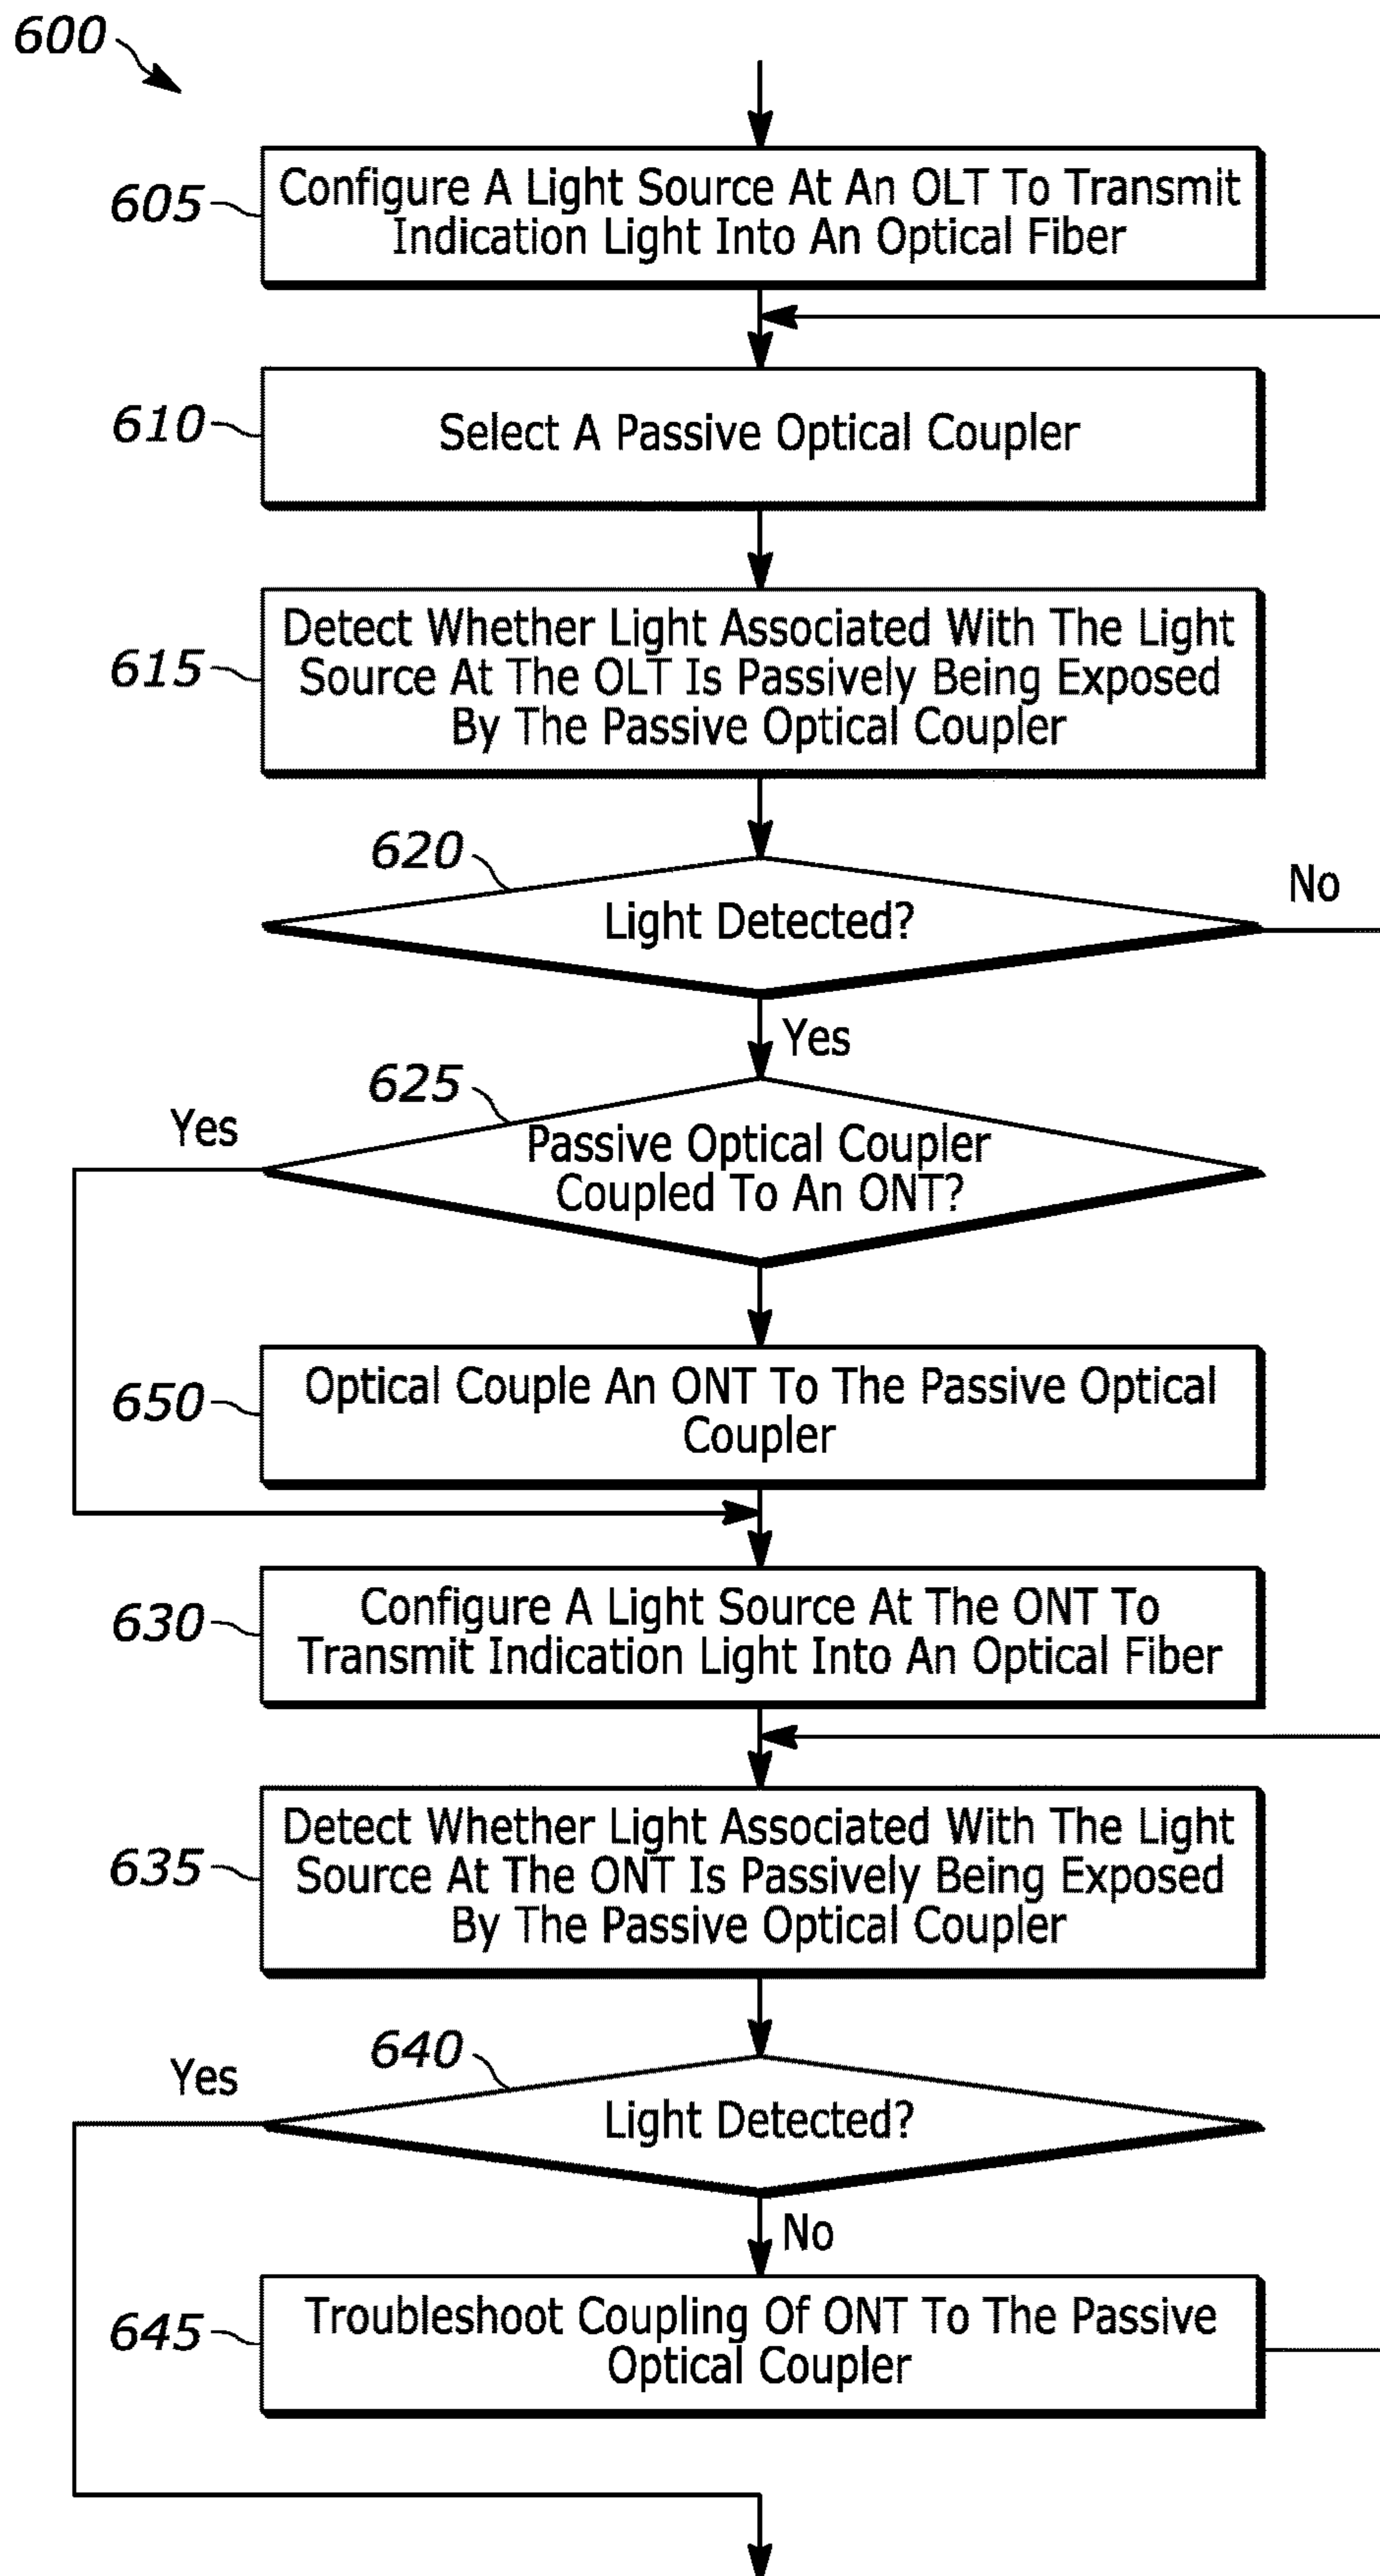 600
605
Configure A Light Source At An OLT To Transmit
Indication Light Into An Optical Fiber
610
Select A Passive Optical Coupler
615
Detect Whether Light Associated With The Light
Source At The OLT Is Passively Being Exposed
By The Passive Optical Coupler
620
Light Detected?
No
Yes
625
Yes
Passive Optical Coupler
Coupled To An ONT?
650
Optical Couple An ONT To The Passive Optical
Coupler
630
Configure A Light Source At The ONT To
Transmit Indication Light Into An Optical Fiber
635
Detect Whether Light Associated With The Light
Source At The ONT Is Passively Being Exposed
By The Passive Optical Coupler
640
Yes
Light Detected?
No
645
Troubleshoot Coupling Of ONT To The Passive
Optical Coupler